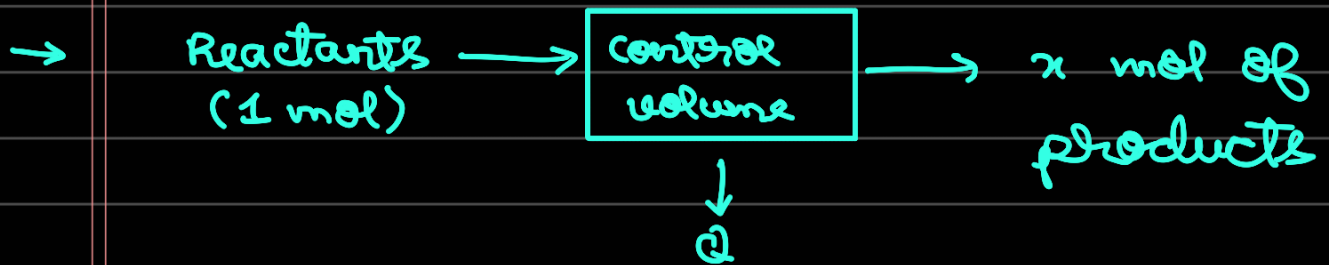 → Reactants → control → x mol of
(1 mol) volume products
↓
Q